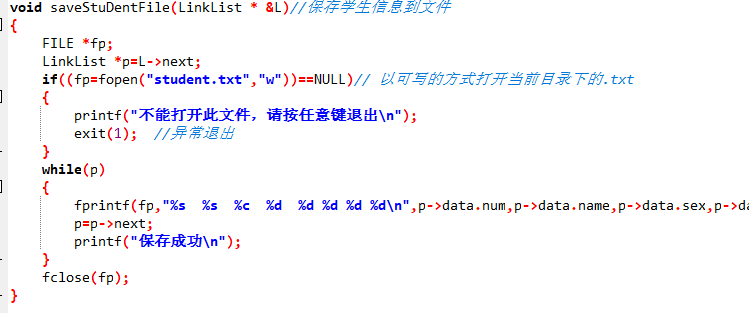 void saveStuDentFile(LinkList * &L)//保存学生信息到文件
{
FILE *fp;
LinkList *p=L->next;
if((fp=fopen("student.txt","w"))==NULL)// 以可写的方式打开当前目录下的.txt
{
printf("不能打开此文件，请按任意键退出\n");
exit(1);  //异常退出
}
while(p)
{
fprintf(fp,"%s  %s  %c  %d  %d %d %d %d\n",p->data.num,p->data.name,p->data.sex,p->da
p=p->next;
printf("保存成功\n");
}
fclose(fp);
}